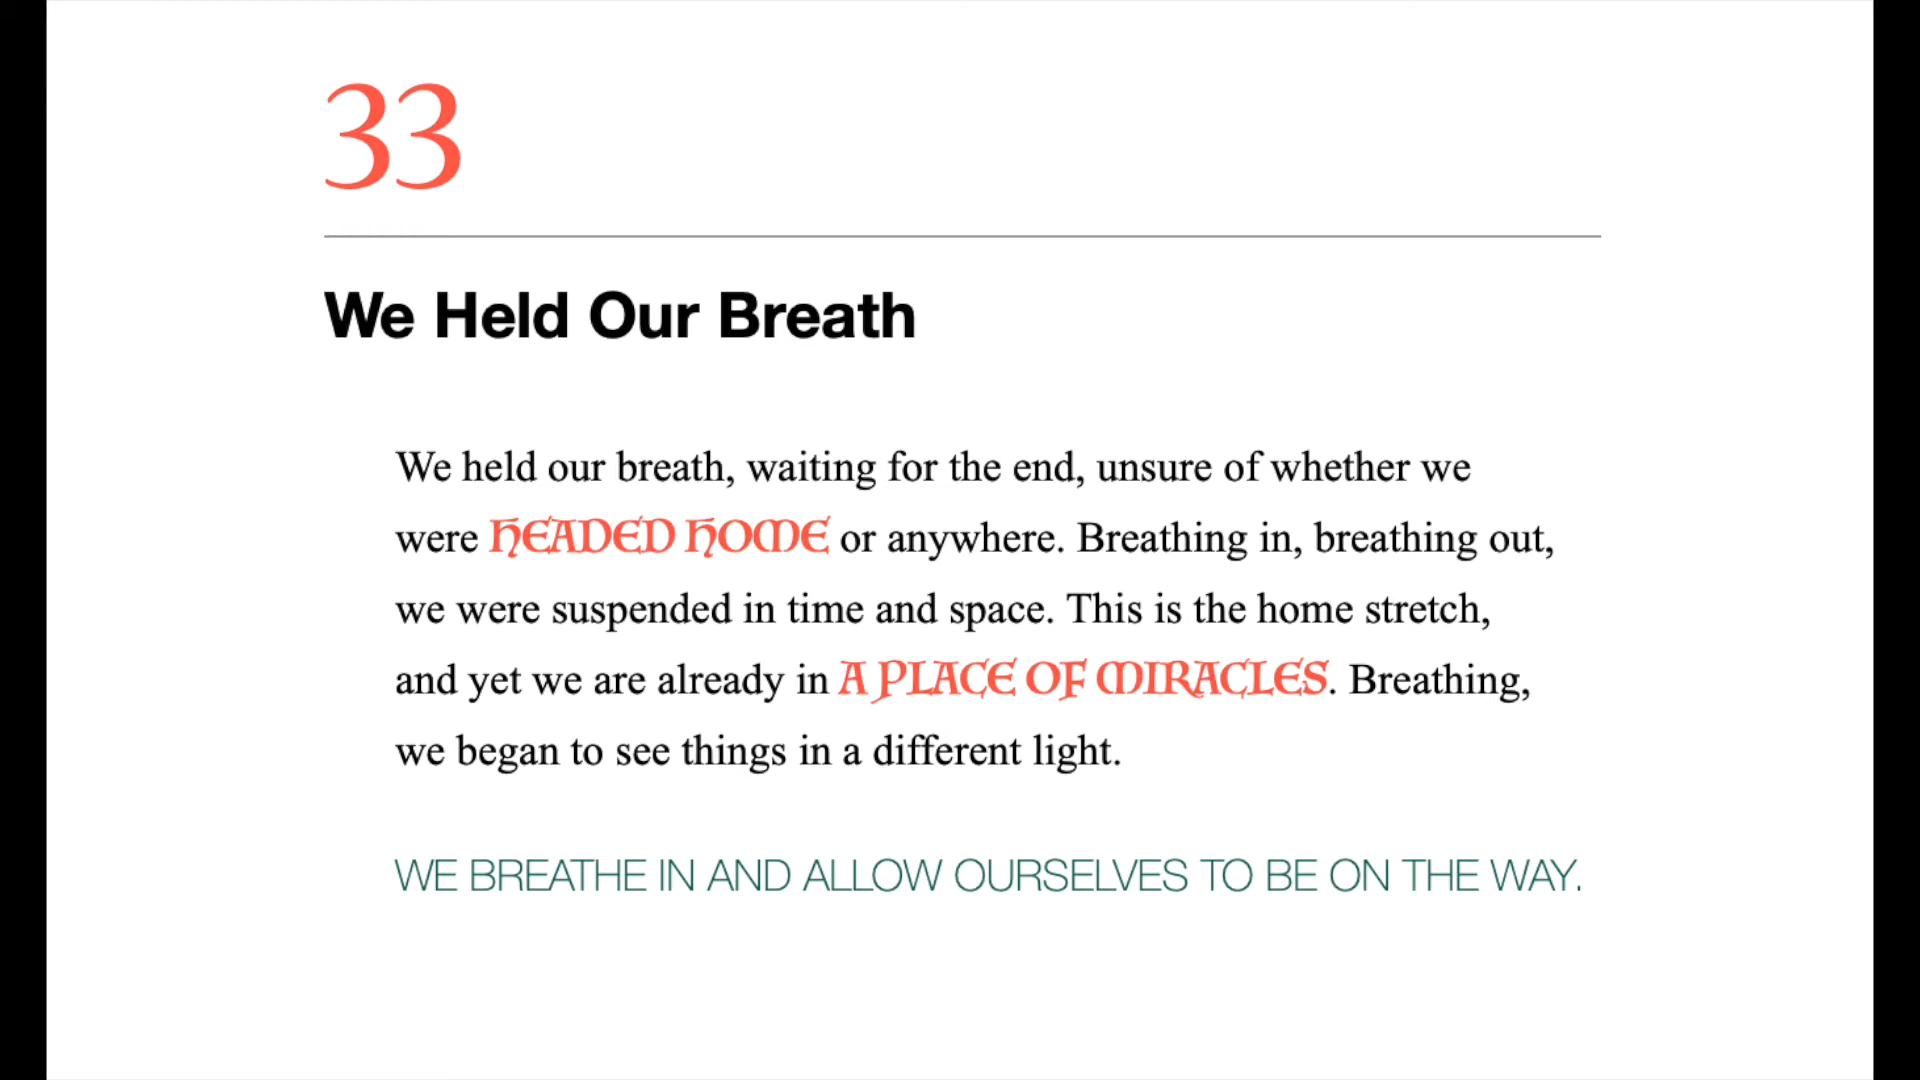 33
We Held Our Breath
We held our breath, waiting for the end, unsure of whether we
were HEADED HOME or anywhere. Breathing in, breathing out,
we were suspended in time and space. This is the home stretch,
and yet we are already in A PLACE OF MIRACLES. Breathing,
we began to see things in a different light.
WE BREATHE IN AND ALLOW OURSELVES TO BE ON THE WAY.